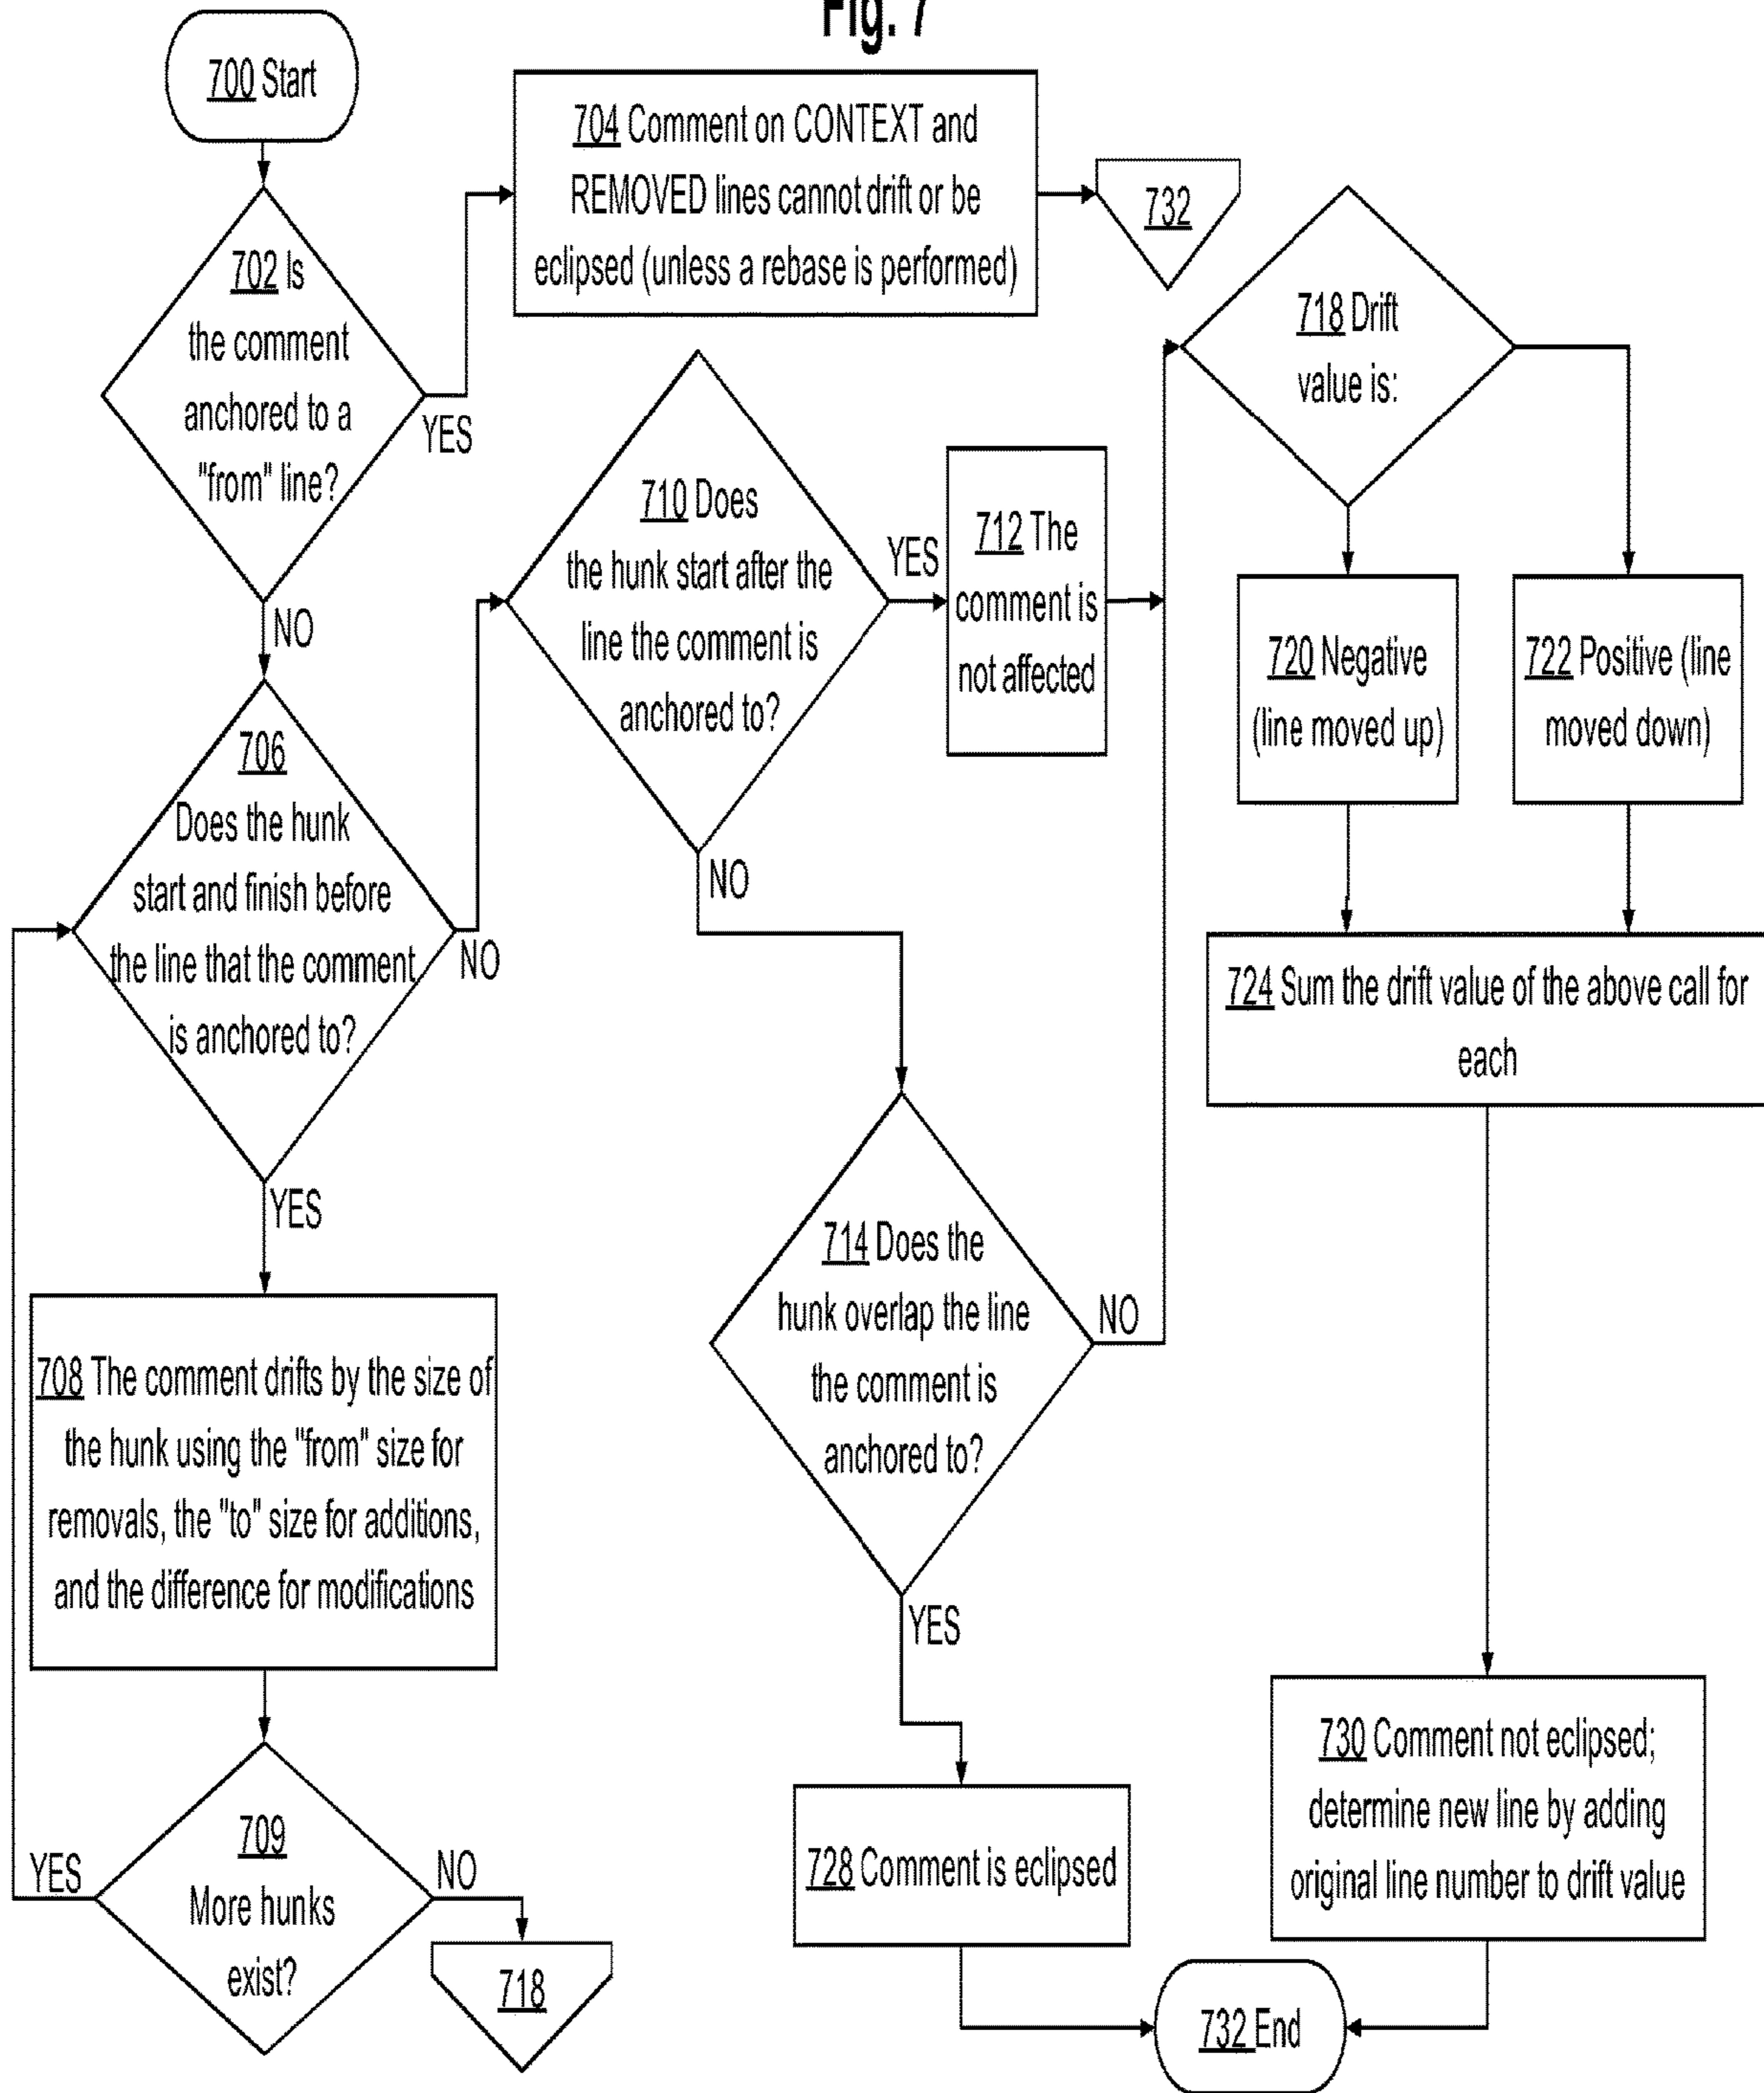 Fig. 7
700 Start
702 Is
the comment
anchored to a
"from" line?
YES
NO
704 Comment on CONTEXT and
REMOVED lines cannot drift or be
eclipsed (unless a rebase is performed)
732
706
Does the hunk
start and finish before
the line that the comment
is anchored to?
NO
YES
708 The comment drifts by the size of
the hunk using the "from" size for
removals, the "to" size for additions,
and the difference for modifications
709
More hunks
exist?
YES
NO
718
710 Does
the hunk start after the
line the comment is
anchored to?
YES
NO
712 The
comment is
not affected
714 Does the
hunk overlap the line
the comment is
anchored to?
NO
YES
718 Drift
value is:
720 Negative
(line moved up)
722 Positive (line
moved down)
724 Sum the drift value of the above call for
each
728 Comment is eclipsed
730 Comment not eclipsed;
determine new line by adding
original line number to drift value
732 End